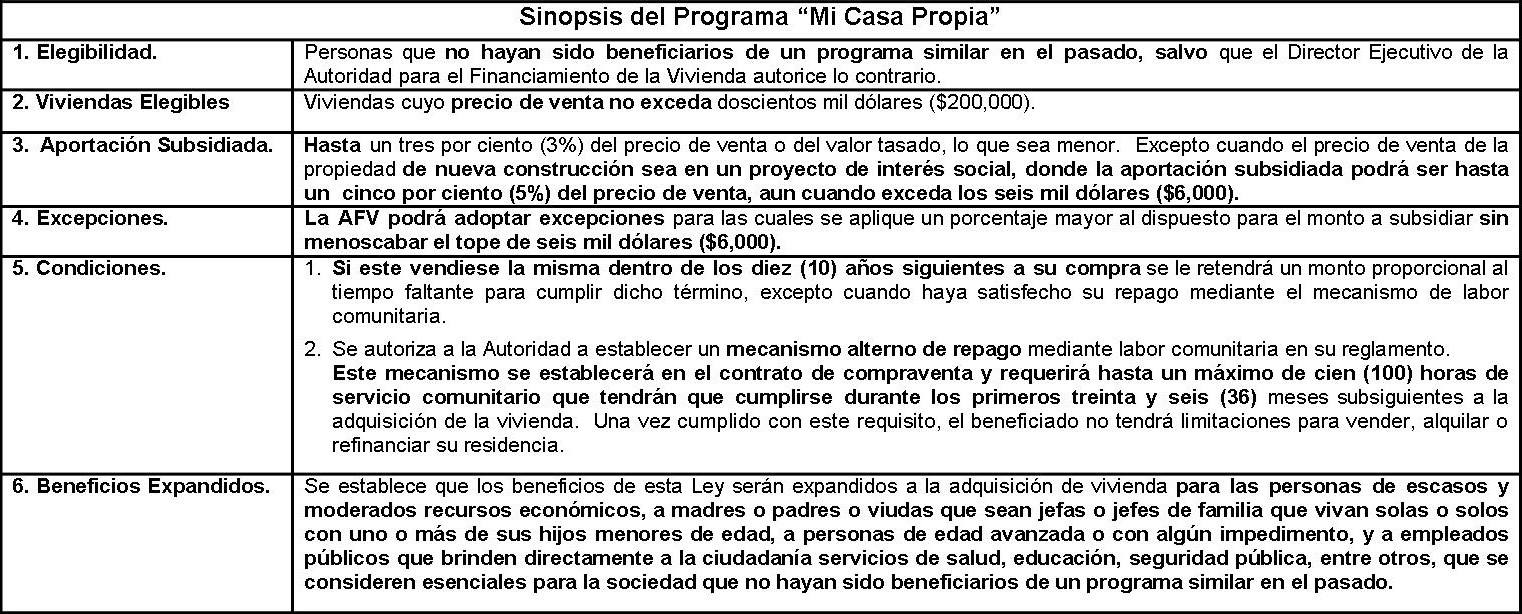 Sinopsis del Programa “Mi Casa Propia”
1. Elegibilidad.
Personas que no hayan sido beneficiarios de un programa similar en el pasado, salvo que el Director Ejecutivo de la
Autoridad para el Financiamiento de la Vivienda autorice lo contrario.
2. Viviendas Elegibles
Viviendas cuyo precio de venta no exceda doscientos mil dólares ($200,000).
3. Aportación Subsidiada.
Hasta un tres por ciento (3%) del precio de venta o del valor tasado, lo que sea menor. Excepto cuando el precio de venta de la
propiedad de nueva construcción sea en un proyecto de interés social, donde la aportación subsidiada podrá ser hasta
un cinco por ciento (5%) del precio de venta, aun cuando exceda los seis mil dólares ($6,000).
4. Excepciones.
La AFV podrá adoptar excepciones para las cuales se aplique un porcentaje mayor al dispuesto para el monto a subsidiar sin
menoscabar el tope de seis mil dólares ($6,000).
5. Condiciones.
1. Si este vendiese la misma dentro de los diez (10) años siguientes a su compra se le retendrá un monto proporcional al
tiempo faltante para cumplir dicho término, excepto cuando haya satisfecho su repago mediante el mecanismo de labor
comunitaria.
2. Se autoriza a la Autoridad a establecer un mecanismo alterno de repago mediante labor comunitaria en su reglamento.
Este mecanismo se establecerá en el contrato de compraventa y requerirá hasta un máximo de cien (100) horas de
servicio comunitario que tendrán que cumplirse durante los primeros treinta y seis (36) meses subsiguientes a la
adquisición de la vivienda. Una vez cumplido con este requisito, el beneficiado no tendrá limitaciones para vender, alquilar o
refinanciar su residencia.
6. Beneficios Expandidos.
Se establece que los beneficios de esta Ley serán expandidos a la adquisición de vivienda para las personas de escasos y
moderados recursos económicos, a madres o padres o viudas que sean jefas o jefes de familia que vivan solas o solos
con uno o más de sus hijos menores de edad, a personas de edad avanzada o con algún impedimento, y a empleados
públicos que brinden directamente a la ciudadanía servicios de salud, educación, seguridad pública, entre otros, que se
consideren esenciales para la sociedad que no hayan sido beneficiarios de un programa similar en el pasado.